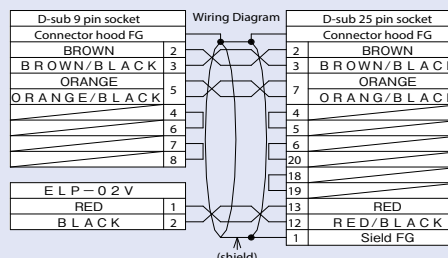 D-sub 9 pin socket
Connector hood FG
BROWN 2
BROWN/BLACK 3
ORANGE
ORANGE/BLACK 5
4
6
7
8
ELP-02V
RED 1
BLACK 2
Wiring Diagram
(shield)
D-sub 25 pin socket
Connector hood FG
2 BROWN
3 BROWN/BLACK
7 ORANGE
ORANG/BLACK
4
5
6
20
18
19
13 RED
12 RED/BLACK
1 Sield FG